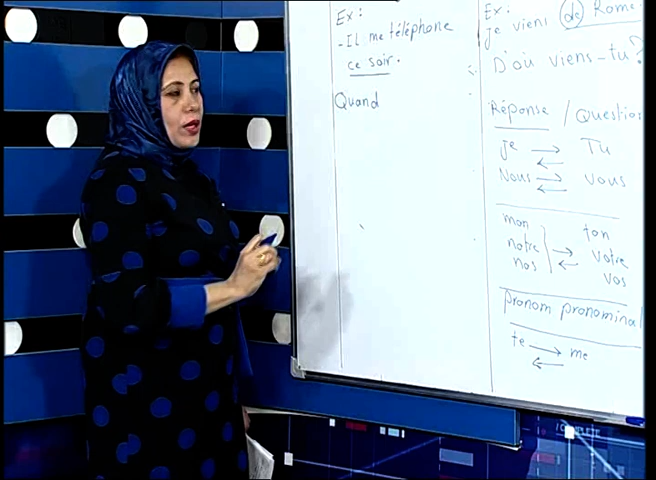 Ex:
-Il me téléphone
ce soir.
Quand
Ex:
je viens de Rome.
D'où viens-tu?
Réponse / Question
je → Tu
←
Nous → vous
←
mon ton
notre → votre
nos ← vos
pronom pronominal
te → me
←